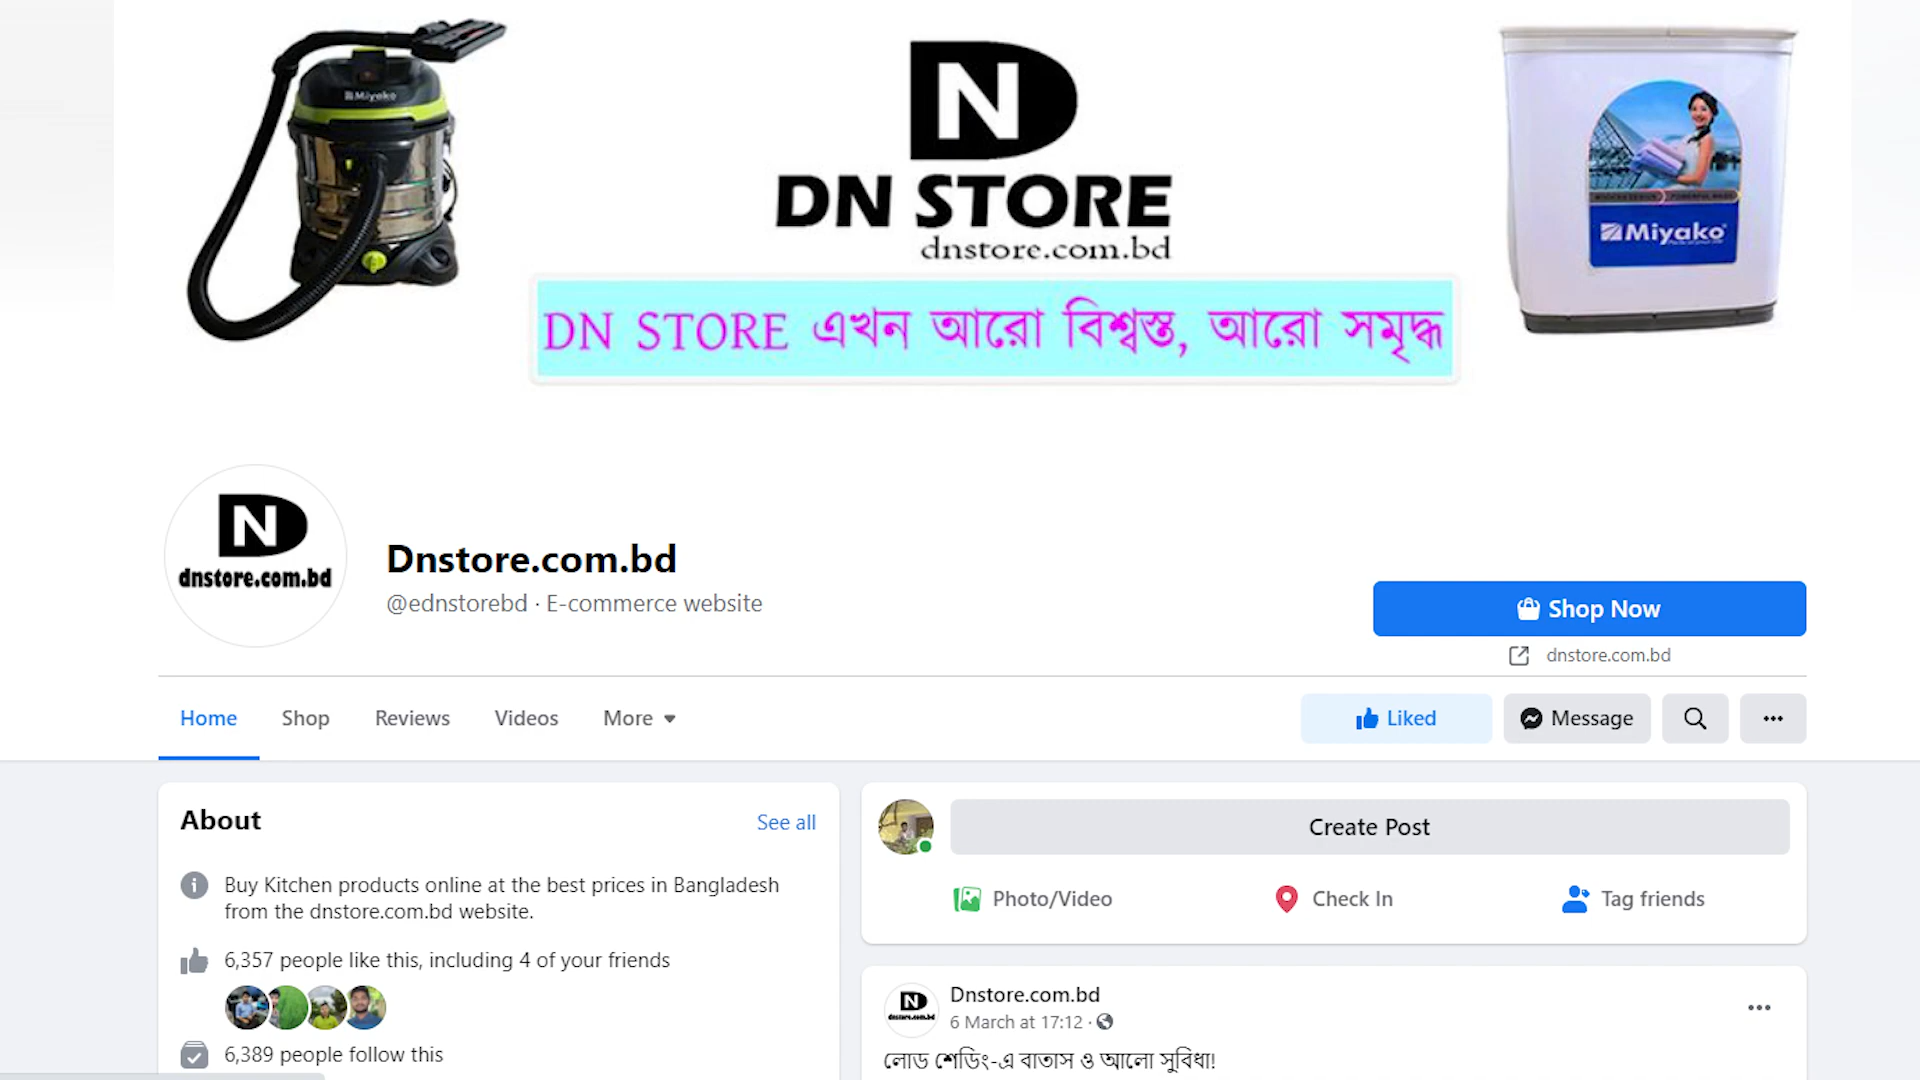 Miyako
N
DN STORE
dnstore.com.bd
DN STORE এখন আরো বিশ্বস্ত, আরো সমৃদ্ধ
Miyako
N
dnstore.com.bd
Dnstore.com.bd
@ednstorebd · E-commerce website
Shop Now
dnstore.com.bd
Home
Shop
Reviews
Videos
More
Liked
Message
About
See all
Buy Kitchen products online at the best prices in Bangladesh
from the dnstore.com.bd website.
6,357 people like this, including 4 of your friends
6,389 people follow this
Create Post
Photo/Video
Check In
Tag friends
N
dnstore.com.bd
Dnstore.com.bd
6 March at 17:12 ·
লোড শেডিং-এ বাতাস ও আলো সুবিধা!